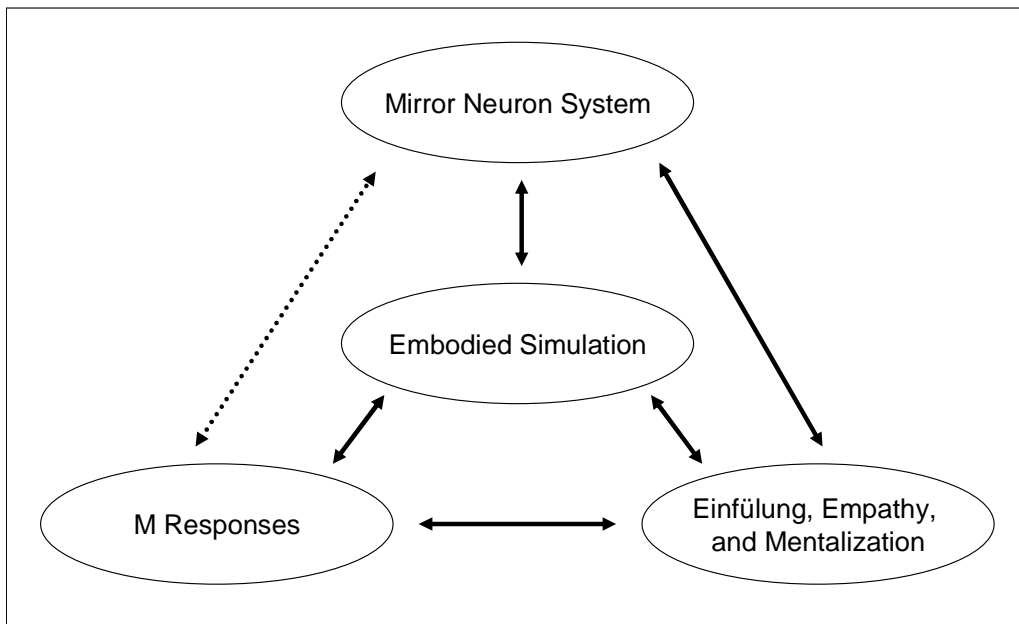 Mirror Neuron System
Embodied Simulation
M Responses
Einfülung, Empathy,
and Mentalization